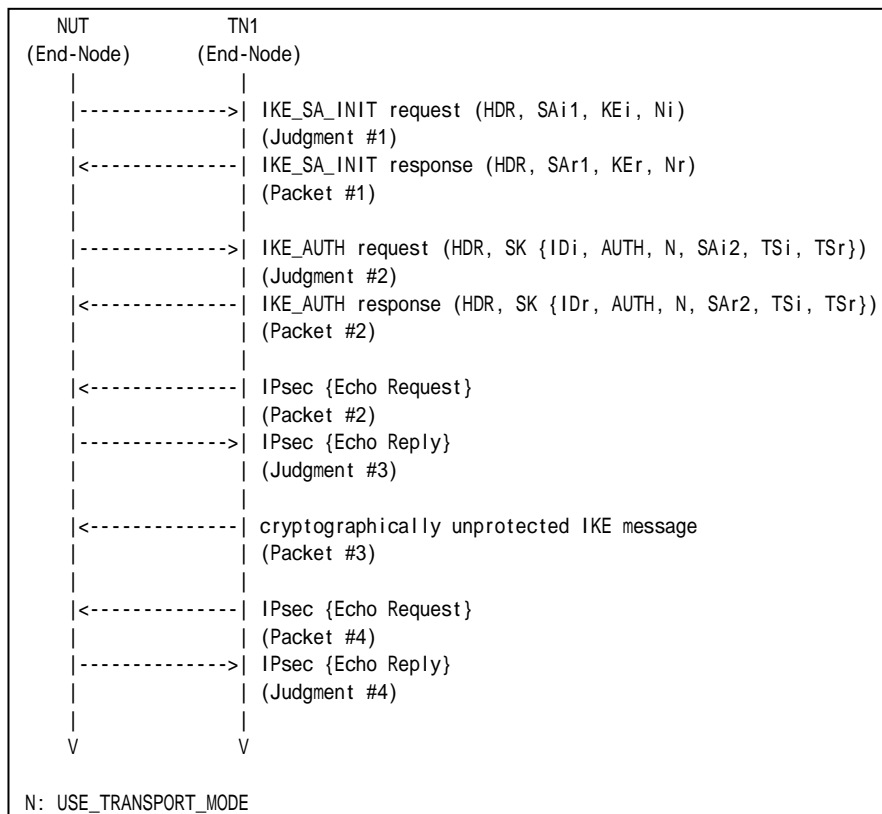 NUT TN1
(End-Node) (End-Node)
| |
|-------------->| IKE_SA_INIT request (HDR, SAi1, KEi, Ni)
| | (Judgment #1)
|<--------------| IKE_SA_INIT response (HDR, SAr1, KEr, Nr)
| | (Packet #1)
| |
|-------------->| IKE_AUTH request (HDR, SK {IDi, AUTH, N, SAi2, TSi, TSr})
| | (Judgment #2)
|<--------------| IKE_AUTH response (HDR, SK {IDr, AUTH, N, SAr2, TSi, TSr})
| | (Packet #2)
| |
|<--------------| IPsec {Echo Request}
| | (Packet #2)
|-------------->| IPsec {Echo Reply}
| | (Judgment #3)
| |
|<--------------| cryptographically unprotected IKE message
| | (Packet #3)
| |
|<--------------| IPsec {Echo Request}
| | (Packet #4)
|-------------->| IPsec {Echo Reply}
| | (Judgment #4)
| |
V V
N: USE_TRANSPORT_MODE